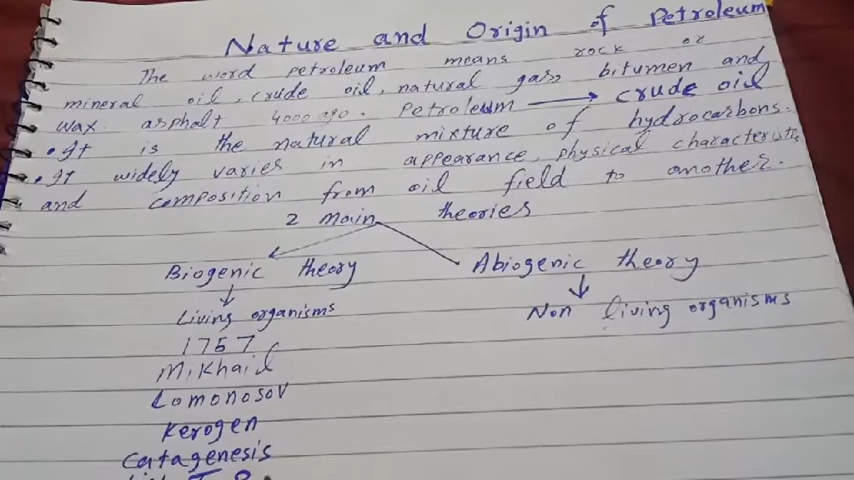 Nature and Origin of Petroleum
The word petroleum means rock or
mineral oil, crude oil, natural gas, bitumen and
wax. asphalt 4000 ago. Petroleum → crude oil
• It is the natural mixture of hydrocarbons.
• It widely varies in appearance, physical characteristic
and composition from oil field to another.
2 main theories
Biogenic theory
Abiogenic theory
Living organisms
Non living organisms
1757
Mikhail
Lomonosov
Kerogen
Catagenesis